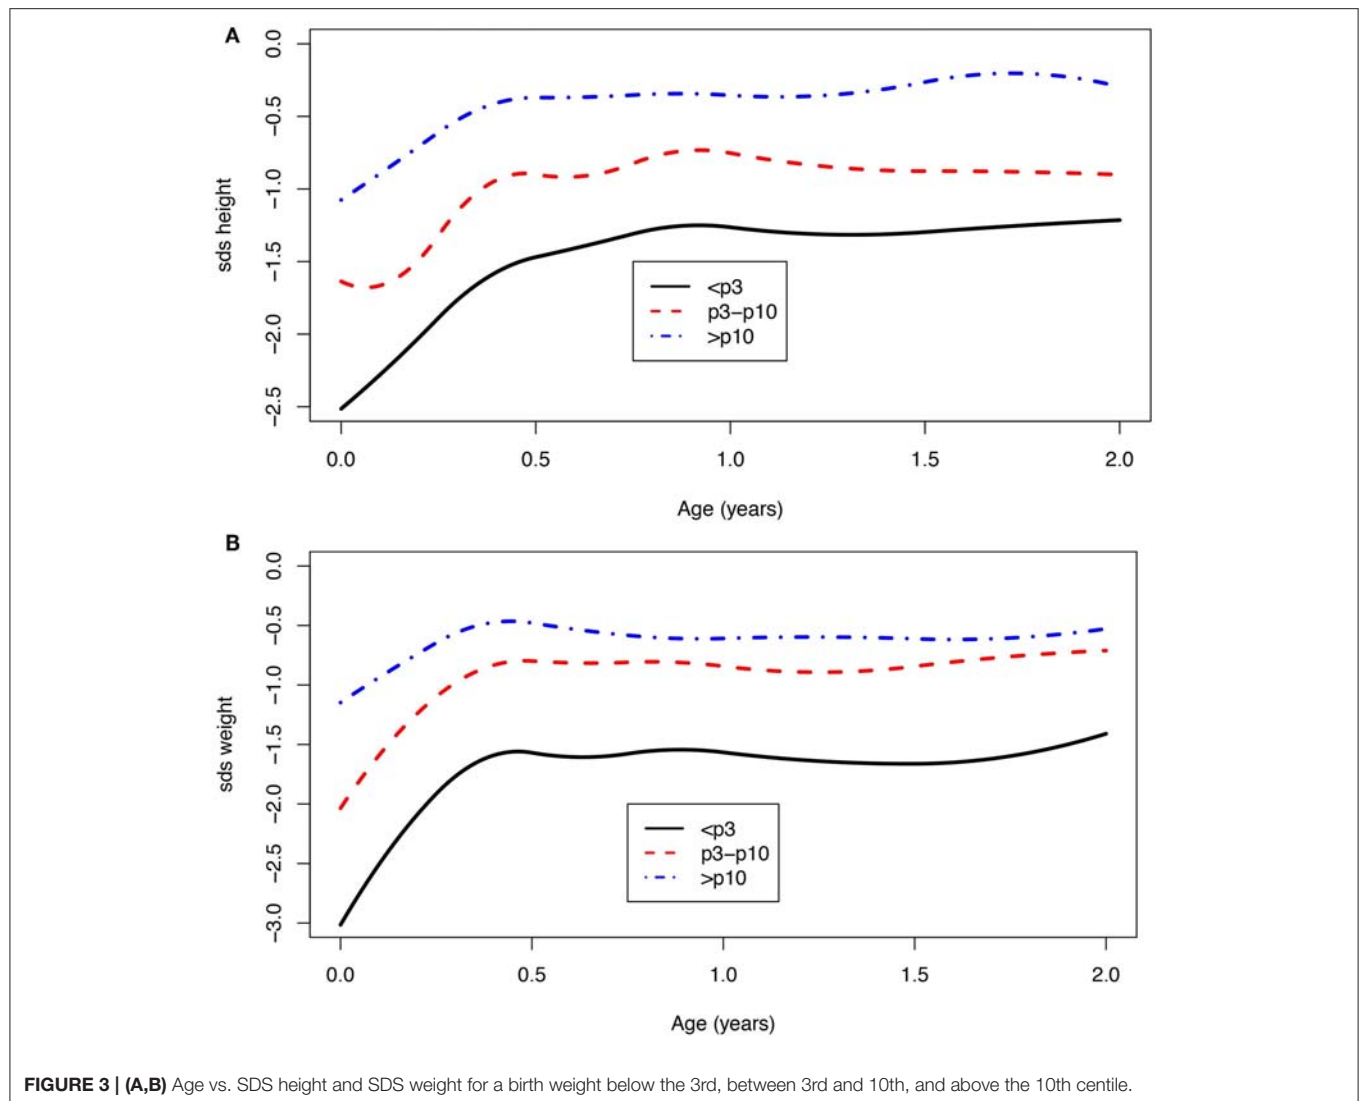 A
0.0
−0.5
−1.0
−1.5
−2.0
−2.5
sds height
<p3
p3−p10
>p10
0.0 0.5 1.0 1.5 2.0
Age (years)
B
0.0
−0.5
−1.0
−1.5
−2.0
−2.5
−3.0
sds weight
<p3
p3−p10
>p10
0.0 0.5 1.0 1.5 2.0
Age (years)
FIGURE 3 | (A,B) Age vs. SDS height and SDS weight for a birth weight below the 3rd, between 3rd and 10th, and above the 10th centile.